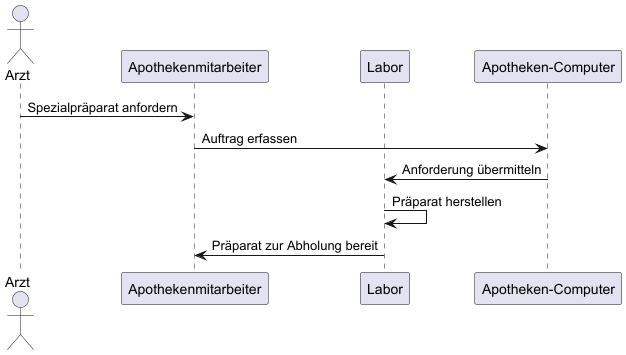 Arzt
Apothekenmitarbeiter
Labor
Apotheken-Computer
Spezialpräparat anfordern
Auftrag erfassen
Anforderung übermitteln
Präparat herstellen
Präparat zur Abholung bereit
Arzt
Apothekenmitarbeiter
Labor
Apotheken-Computer